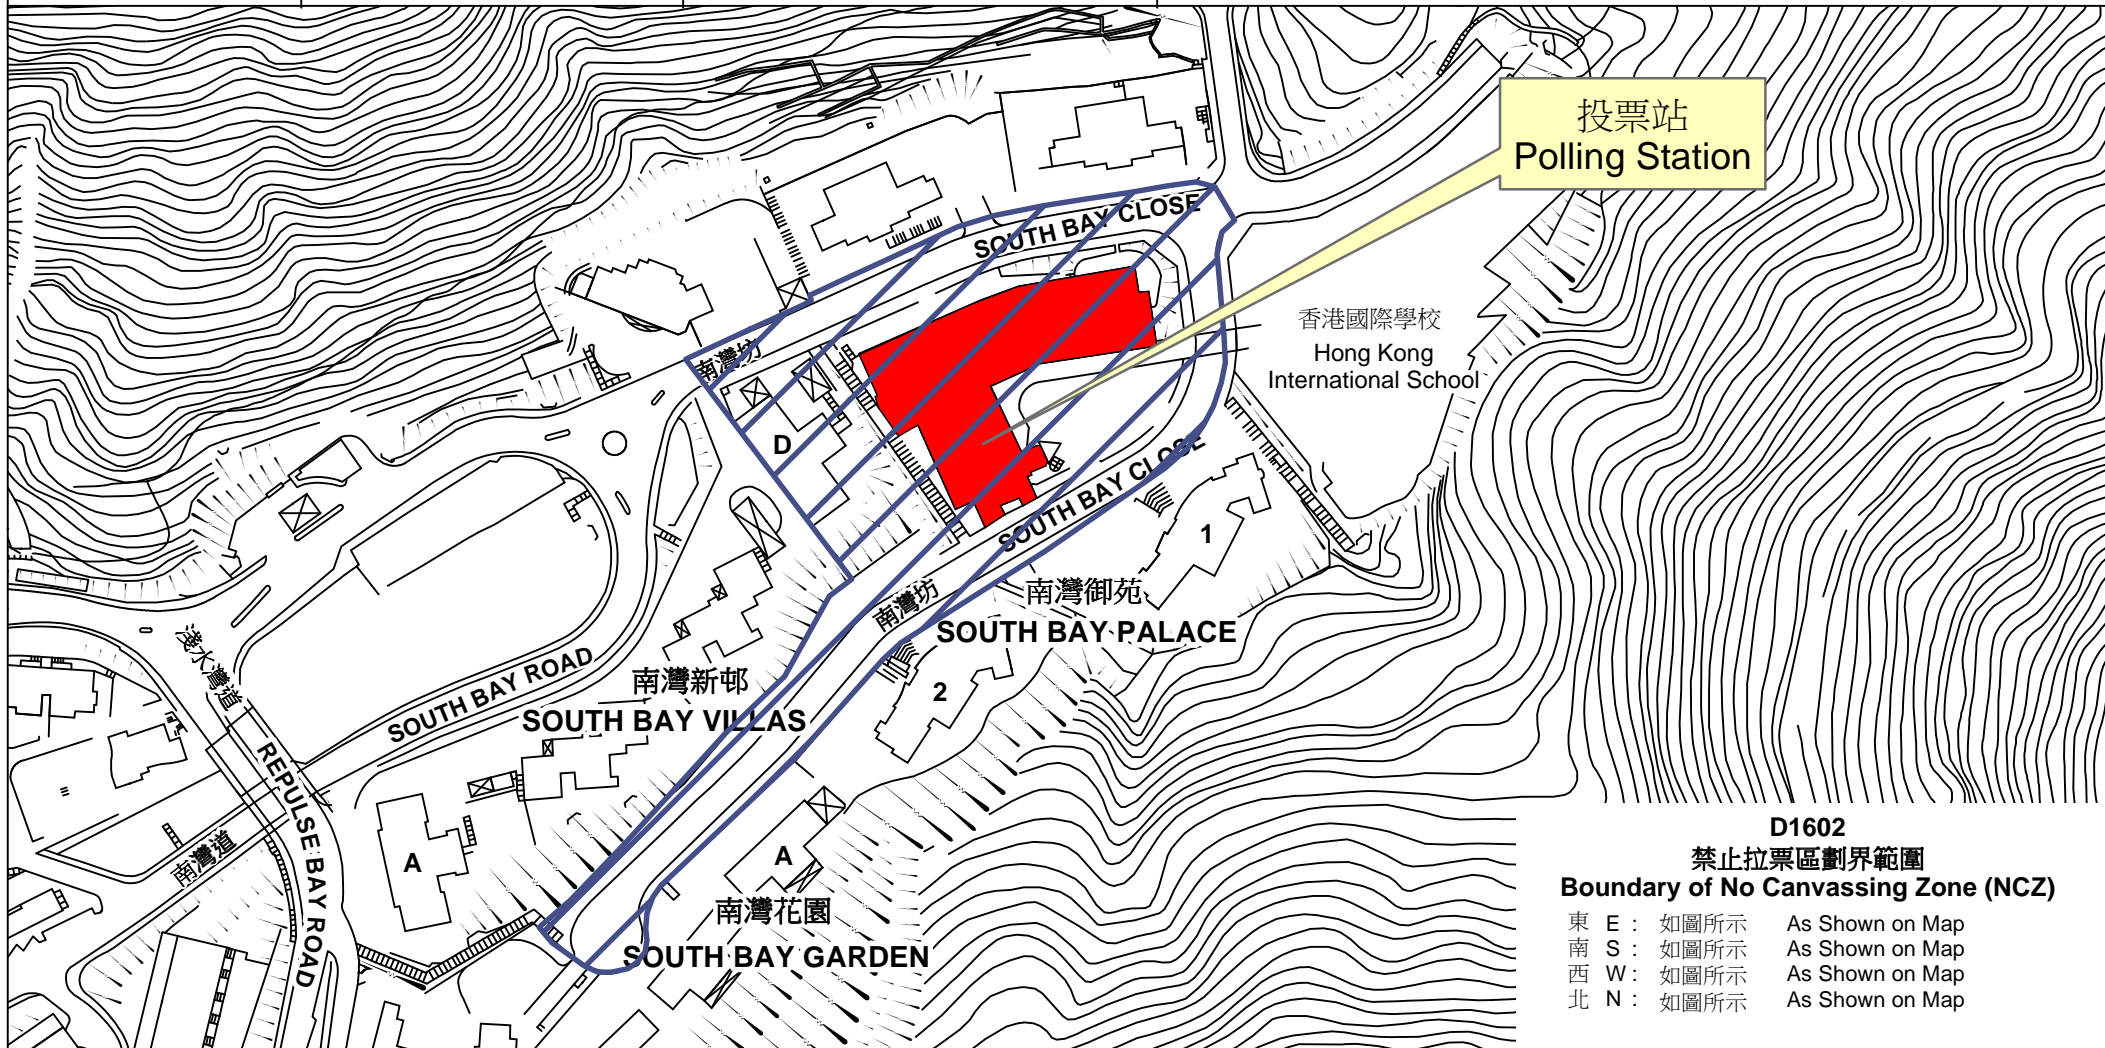 投票站
Polling Station
SOUTH BAY CLOSE
香港國際學校
Hong Kong
International School
南灣坊
D
SOUTH BAY CLOSE
1
南灣坊
南灣御苑
SOUTH BAY PALACE
淺水灣道
SOUTH BAY ROAD
南灣新邨
SOUTH BAY VILLAS
2
REPULSE BAY ROAD
南灣道
A
A
南灣花園
SOUTH BAY GARDEN
D1602
禁止拉票區劃界範圍
Boundary of No Canvassing Zone (NCZ)
東 E : 如圖所示 As Shown on Map
南 S : 如圖所示 As Shown on Map
西 W : 如圖所示 As Shown on Map
北 N : 如圖所示 As Shown on Map